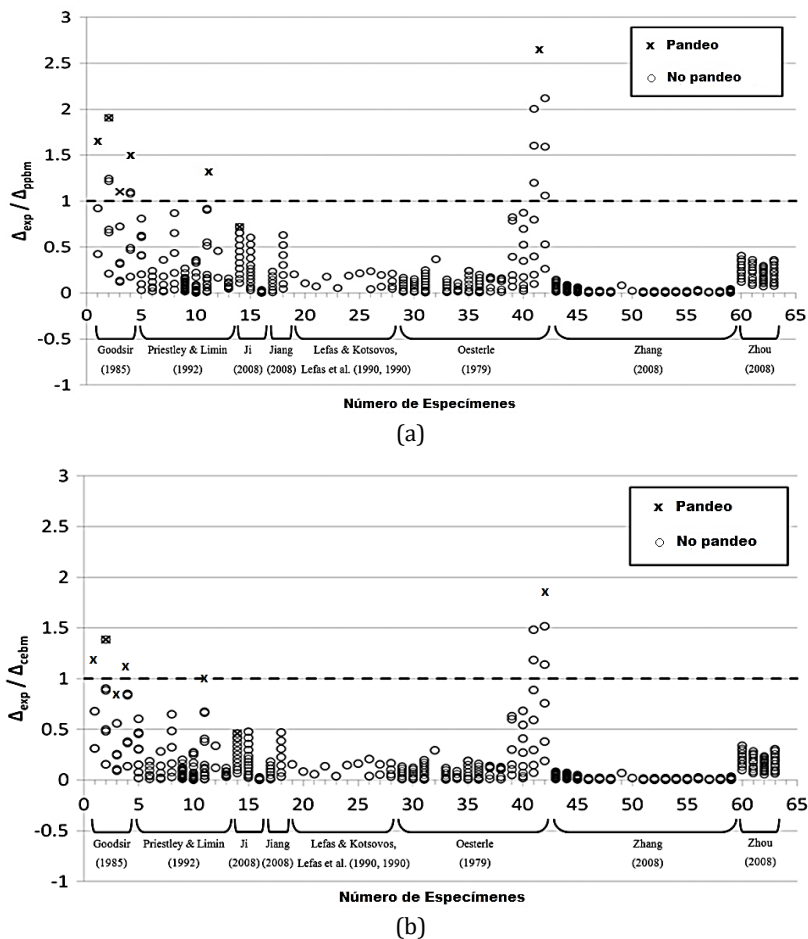 3
2.5
2
1.5
1
0.5
0
-0.5
-1
Δexp / Δppbm
x Pandeo
○ No pandeo
0 5 10 15 20 25 30 35 40 45 50 55 60 65
Goodsir Priestley & Limin Ji Jiang Lefas & Kotsovos, Oesterle Zhang Zhou
(1985) (1992) (2008) (2008) Lefas et al. (1990, 1990) (1979) (2008) (2008)
Número de Especímenes
(a)
3
2.5
2
1.5
1
0.5
0
-0.5
-1
Δexp / Δcebm
x Pandeo
○ No pandeo
0 5 10 15 20 25 30 35 40 45 50 55 60 65
Goodsir Priestley & Limin Ji Jiang Lefas & Kotsovos, Oesterle Zhang Zhou
(1985) (1992) (2008) (2008) Lefas et al. (1990, 1990) (1979) (2008) (2008)
Número de Especímenes
(b)